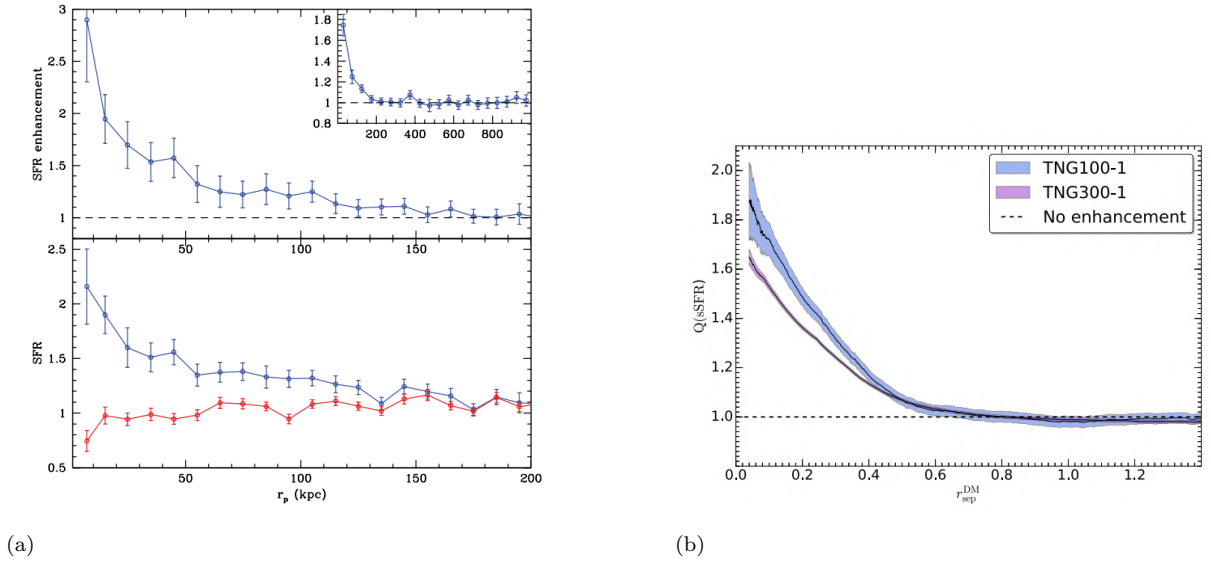 3
2.5
2
1.5
1
SFR enhancement
1.8
1.6
1.4
1.2
1
0.8
200 400 600 800
50 100 150 200
2.5
2
1.5
1
0.5
SFR
50 100 150 200
r_p (kpc)
(a)
2.0
1.8
1.6
1.4
1.2
1.0
Q(sSFR)
TNG100-1
TNG300-1
No enhancement
0.0 0.2 0.4 0.6 0.8 1.0 1.2
r_sep^DM
(b)